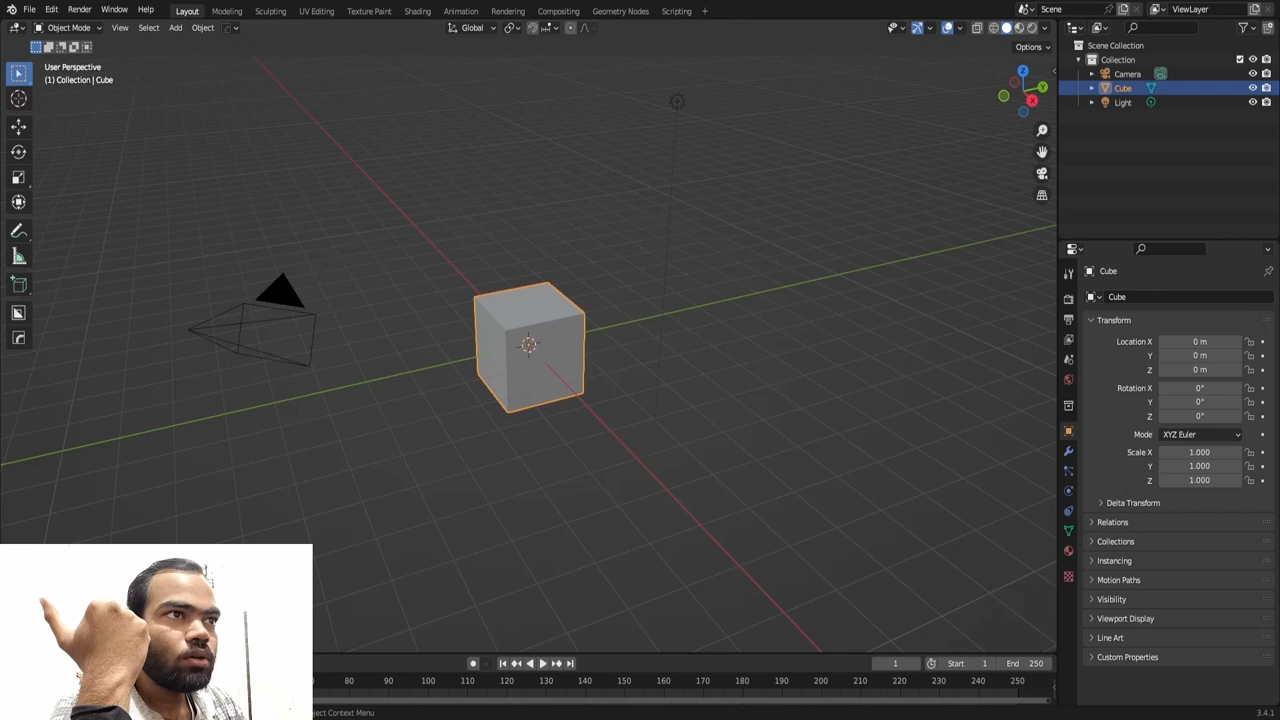 File Edit Render Window Help Layout Modeling Sculpting UV Editing Texture Paint Shading Animation Rendering Compositing Geometry Nodes Scripting + Scene ViewLayer
Object Mode View Select Add Object Global
Options
User Perspective
(1) Collection | Cube
Z
Y
X
Scene Collection
Collection
Camera
Cube
Light
Cube
Cube
Transform
Location X 0 m
Y 0 m
Z 0 m
Rotation X 0°
Y 0°
Z 0°
Mode XYZ Euler
Scale X 1.000
Y 1.000
Z 1.000
Delta Transform
Relations
Collections
Instancing
Motion Paths
Visibility
Viewport Display
Line Art
Custom Properties
1 Start 1 End 250
80 90 100 110 120 130 140 150 160 170 180 190 200 210 220 230 240 250
bject Context Menu
3.4.1